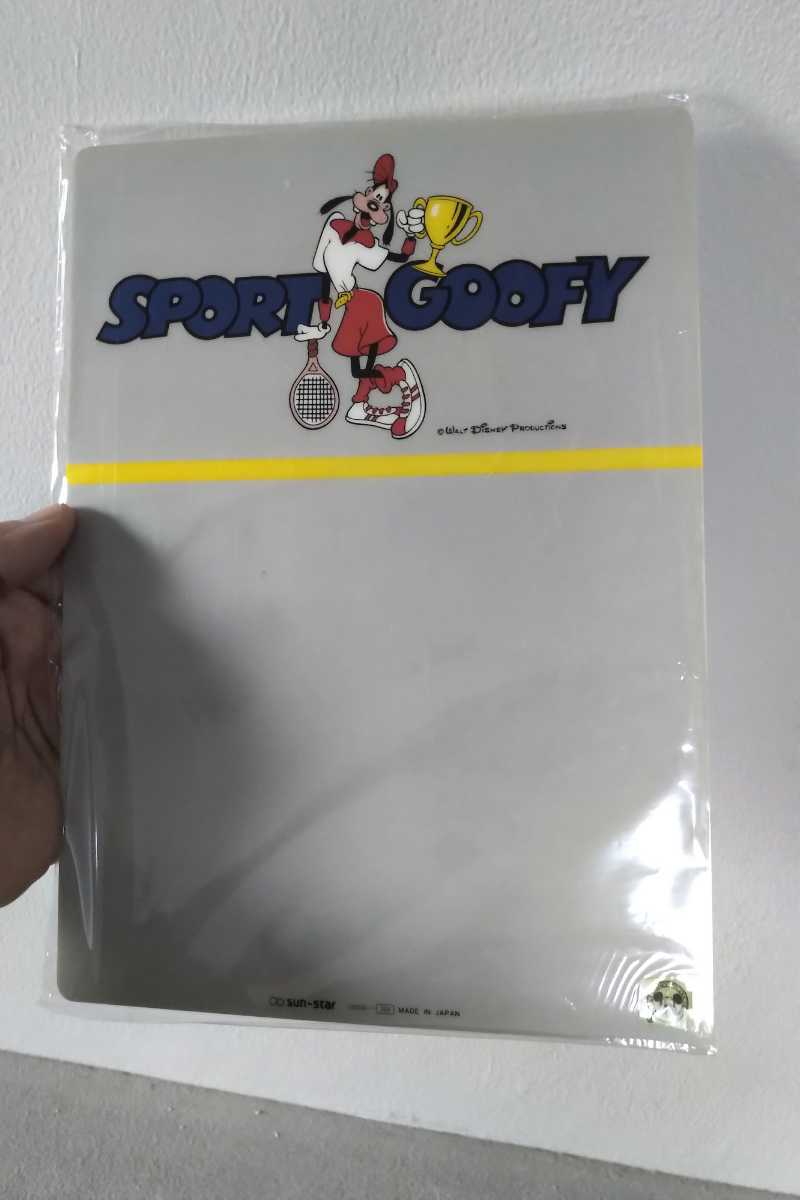 SPORT GOOFY
© WALT DISNEY PRODUCTIONS
sun-star MADE IN JAPAN